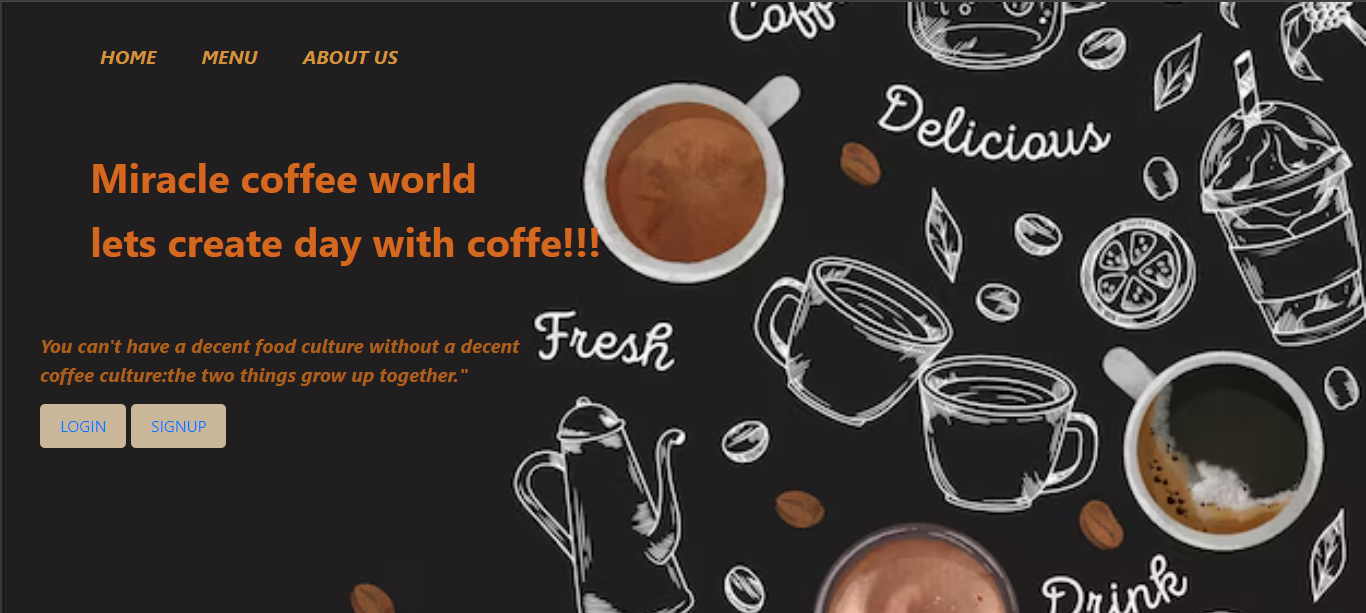 HOME MENU ABOUT US
Miracle coffee world
lets create day with coffe!!!
You can't have a decent food culture without a decent
coffee culture:the two things grow up together."
LOGIN SIGNUP
Delicious
Fresh
Drink